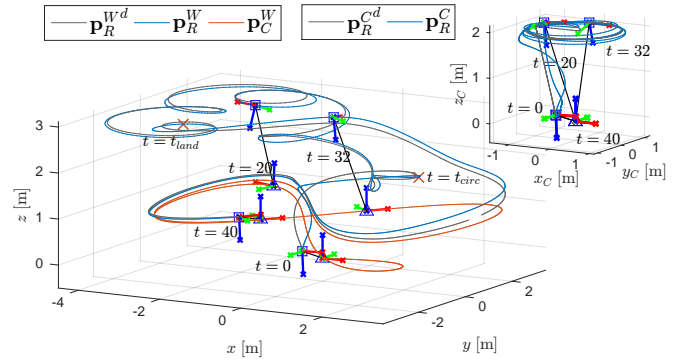 p_R^{W^d} p_R^W p_C^W
p_R^{C^d} p_R^C
t = 32
t = 20
t = 0
t = 40
z_C [m]
2
1
0
-1
0
1
x_C [m]
-1
0
1
y_C [m]
t = t_land
t = 20
t = 32
t = t_circ
t = 40
t = 0
z [m]
3
2
1
0
-4
-2
0
2
x [m]
-2
0
2
y [m]